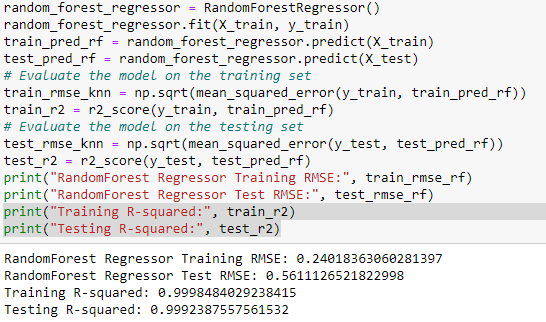 random_forest_regressor = RandomForestRegressor()
random_forest_regressor.fit(X_train, y_train)
train_pred_rf = random_forest_regressor.predict(X_train)
test_pred_rf = random_forest_regressor.predict(X_test)
# Evaluate the model on the training set
train_rmse_knn = np.sqrt(mean_squared_error(y_train, train_pred_rf))
train_r2 = r2_score(y_train, train_pred_rf)
# Evaluate the model on the testing set
test_rmse_knn = np.sqrt(mean_squared_error(y_test, test_pred_rf))
test_r2 = r2_score(y_test, test_pred_rf)
print("RandomForest Regressor Training RMSE:", train_rmse_rf)
print("RandomForest Regressor Test RMSE:", test_rmse_rf)
print("Training R-squared:", train_r2)
print("Testing R-squared:", test_r2)
RandomForest Regressor Training RMSE: 0.24018363060281397
RandomForest Regressor Test RMSE: 0.5611126521822998
Training R-squared: 0.9998484029238415
Testing R-squared: 0.9992387557561532